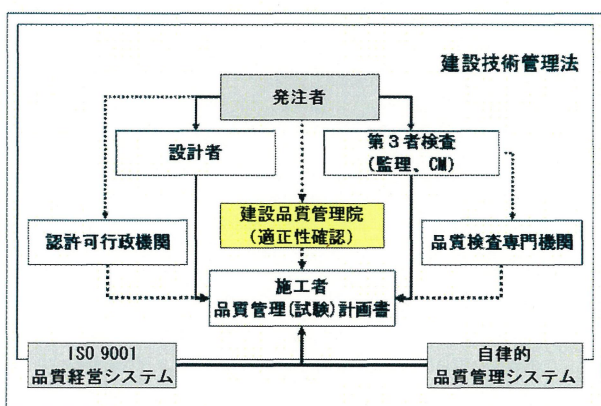 建設技術管理法
発注者
設計者
第3者検査
(監理、CM)
建設品質管理院
(適正性確認)
認許可行政機関
品質検査専門機関
施工者
品質管理(試験)計画書
ISO 9001
品質経営システム
自律的
品質管理システム